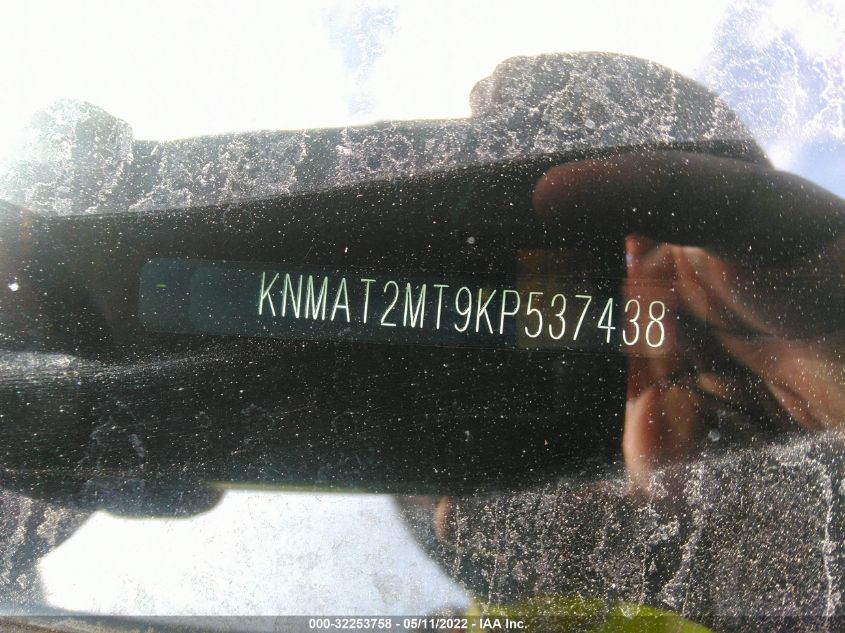 KNMAT2MT9KP537438
000-32253758 - 05/11/2022 - IAA Inc.